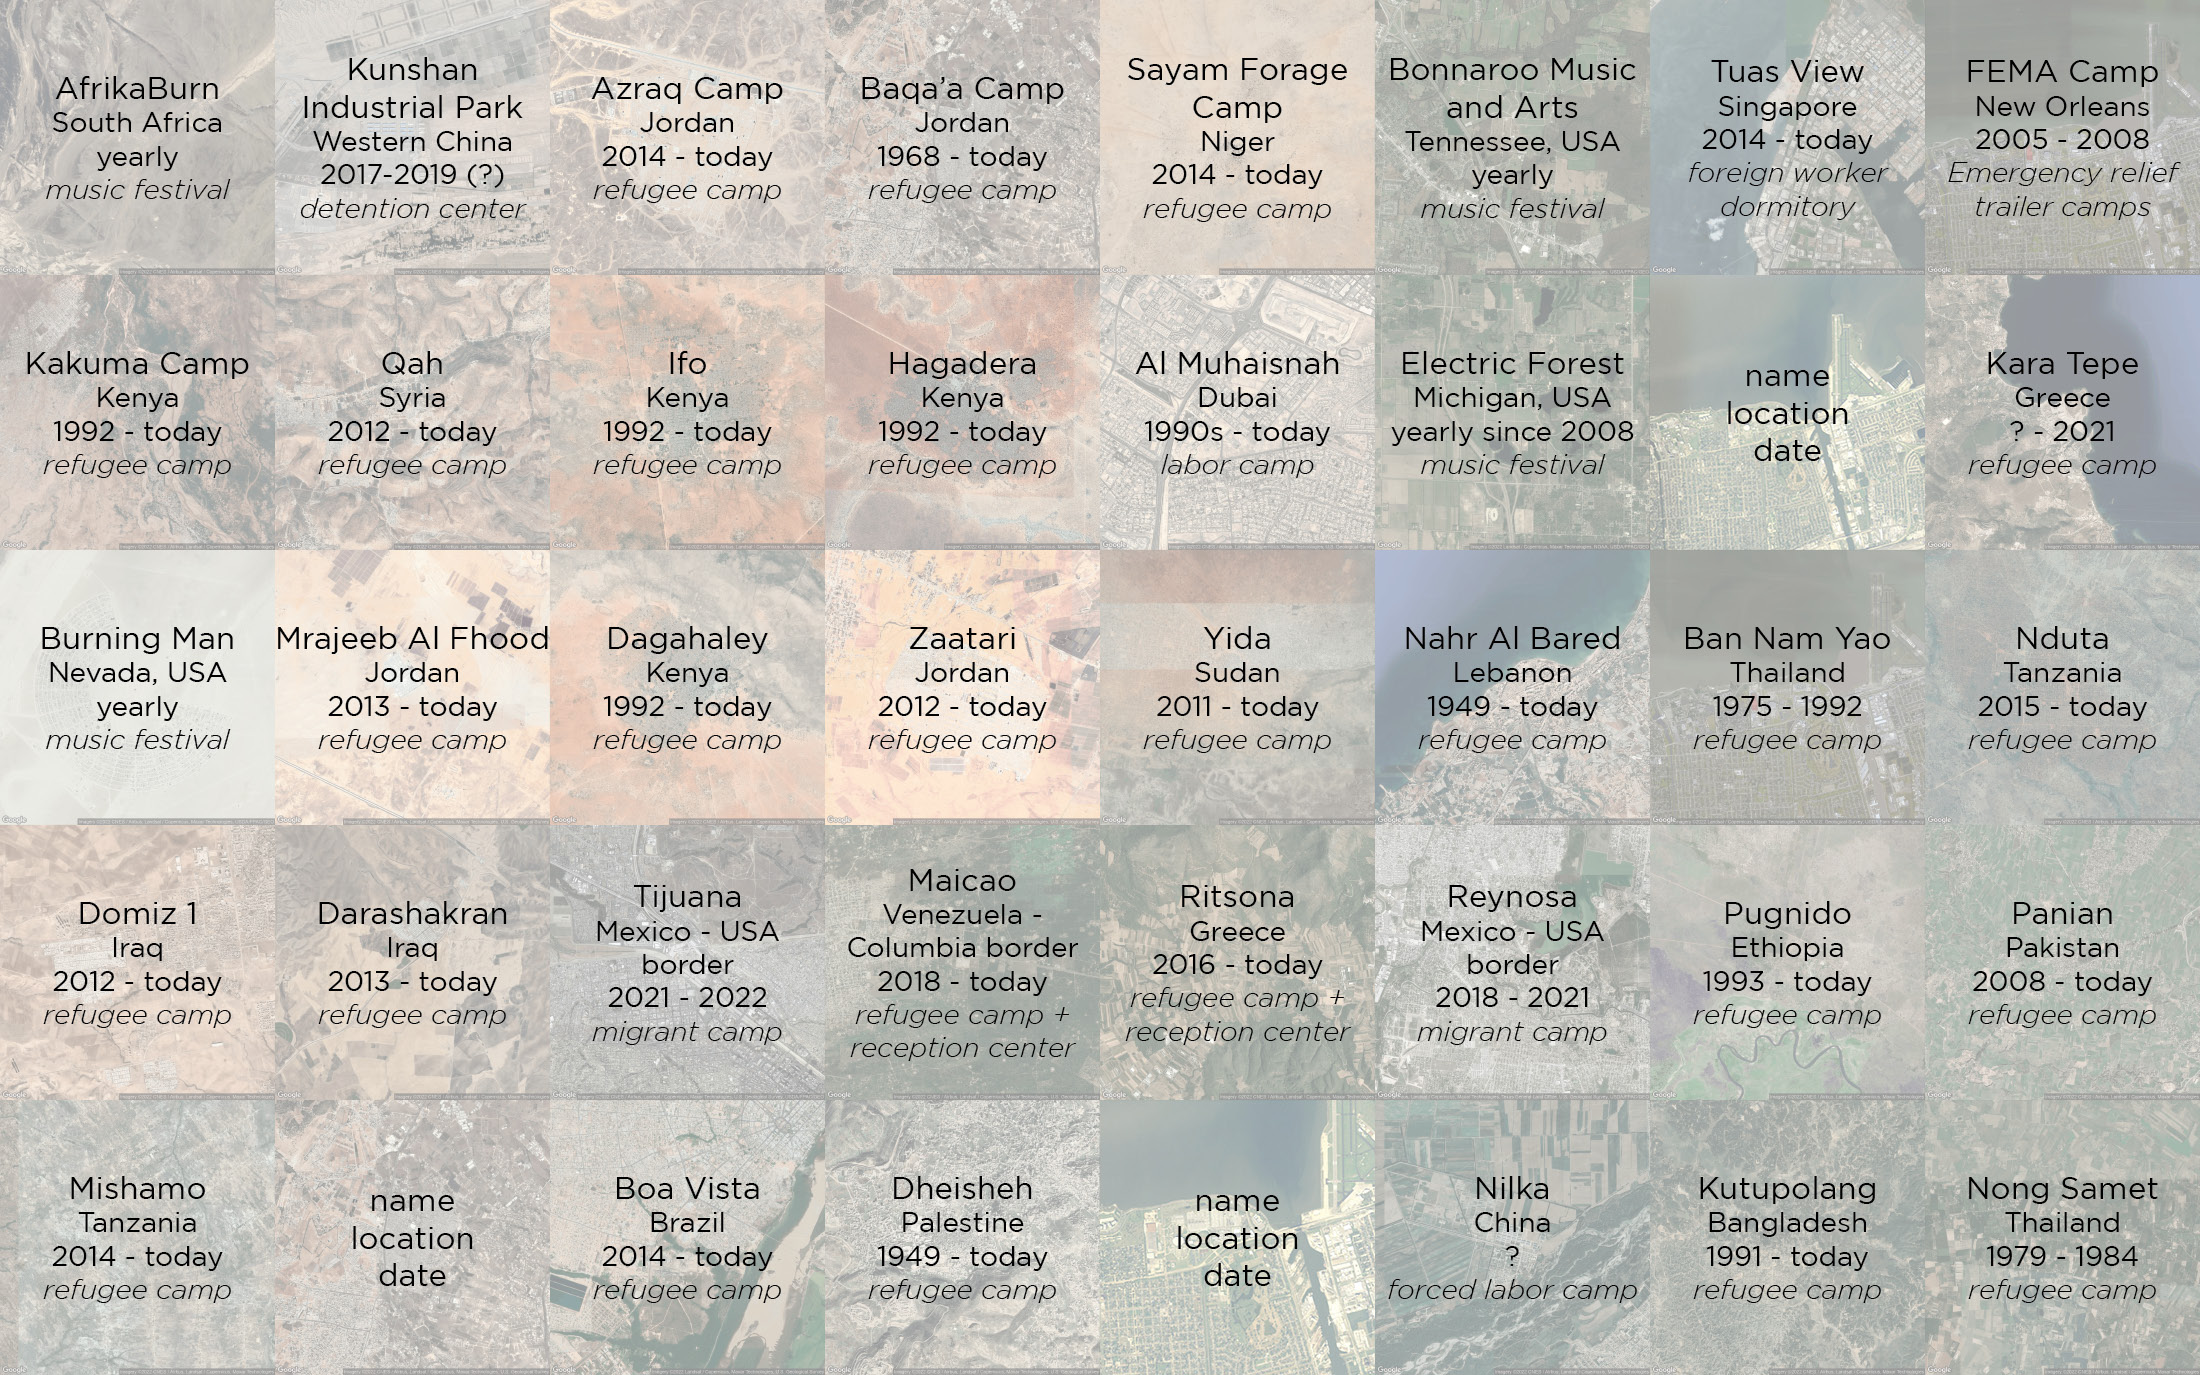 AfrikaBurn
South Africa
yearly
music festival
Kunshan
Industrial Park
Western China
2017-2019 (?)
detention center
Azraq Camp
Jordan
2014 - today
refugee camp
Baqa'a Camp
Jordan
1968 - today
refugee camp
Sayam Forage
Camp
Niger
2014 - today
refugee camp
Bonnaroo Music
and Arts
Tennessee, USA
yearly
music festival
Tuas View
Singapore
2014 - today
foreign worker
dormitory
FEMA Camp
New Orleans
2005 - 2008
Emergency relief
trailer camps
Kakuma Camp
Kenya
1992 - today
refugee camp
Qah
Syria
2012 - today
refugee camp
Ifo
Kenya
1992 - today
refugee camp
Hagadera
Kenya
1992 - today
refugee camp
Al Muhaisnah
Dubai
1990s - today
labor camp
Electric Forest
Michigan, USA
yearly since 2008
music festival
name
location
date
Kara Tepe
Greece
? - 2021
refugee camp
Burning Man
Nevada, USA
yearly
music festival
Mrajeeb Al Fhood
Jordan
2013 - today
refugee camp
Dagahaley
Kenya
1992 - today
refugee camp
Zaatari
Jordan
2012 - today
refugee camp
Yida
Sudan
2011 - today
refugee camp
Nahr Al Bared
Lebanon
1949 - today
refugee camp
Ban Nam Yao
Thailand
1975 - 1992
refugee camp
Nduta
Tanzania
2015 - today
refugee camp
Domiz 1
Iraq
2012 - today
refugee camp
Darashakran
Iraq
2013 - today
refugee camp
Tijuana
Mexico - USA
border
2021 - 2022
migrant camp
Maicao
Venezuela -
Columbia border
2018 - today
refugee camp +
reception center
Ritsona
Greece
2016 - today
refugee camp +
reception center
Reynosa
Mexico - USA
border
2018 - 2021
migrant camp
Pugnido
Ethiopia
1993 - today
refugee camp
Panian
Pakistan
2008 - today
refugee camp
Mishamo
Tanzania
2014 - today
refugee camp
name
location
date
Boa Vista
Brazil
2014 - today
refugee camp
Dheisheh
Palestine
1949 - today
refugee camp
name
location
date
Nilka
China
?
forced labor camp
Kutupolang
Bangladesh
1991 - today
refugee camp
Nong Samet
Thailand
1979 - 1984
refugee camp